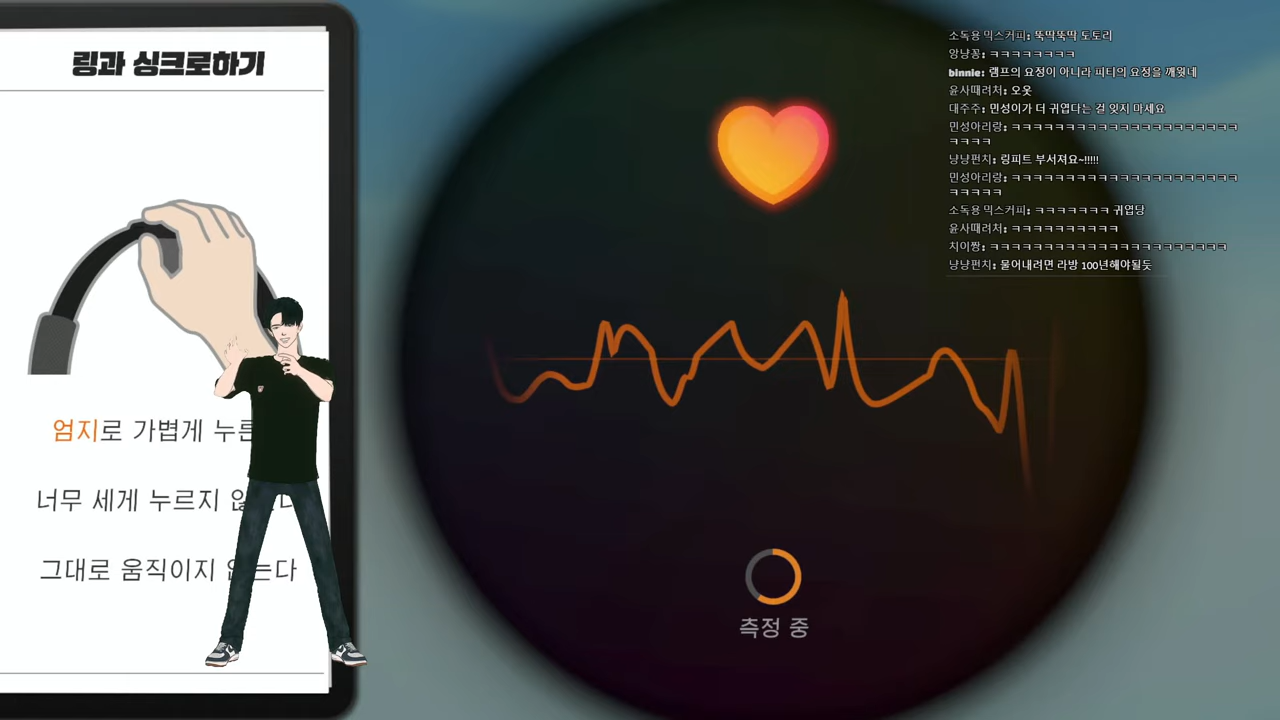 링과 싱크로하기
엄지로 가볍게 누른
너무 세게 누르지 않
그대로 움직이지 않는다
측정 중
소독용 믹스커피: 뚝딱뚝딱 토토리
앙냥꽁: ㅋㅋㅋㅋㅋㅋㅋㅋ
binnie: 램프의 요정이 아니라 피티의 요정을 깨웟네
윤사때려처: 오옷
대주주: 민성이가 더 귀엽다는 걸 잊지 마세요
민성아리랑: ㅋㅋㅋㅋㅋㅋㅋㅋㅋㅋㅋㅋㅋㅋㅋㅋㅋㅋㅋㅋㅋ
ㅋㅋㅋㅋ
냥냥펀치: 링피트 부서져요~!!!!!
민성아리랑: ㅋㅋㅋㅋㅋㅋㅋㅋㅋㅋㅋㅋㅋㅋㅋㅋㅋㅋㅋㅋㅋ
ㅋㅋㅋㅋㅋ
소독용 믹스커피: ㅋㅋㅋㅋㅋㅋㅋ 귀엽당
윤사때려처: ㅋㅋㅋㅋㅋㅋㅋㅋㅋㅋ
치이짱: ㅋㅋㅋㅋㅋㅋㅋㅋㅋㅋㅋㅋㅋㅋㅋㅋㅋㅋㅋㅋㅋㅋ
냥냥펀치: 물어내려면 라방 100년해야될듯